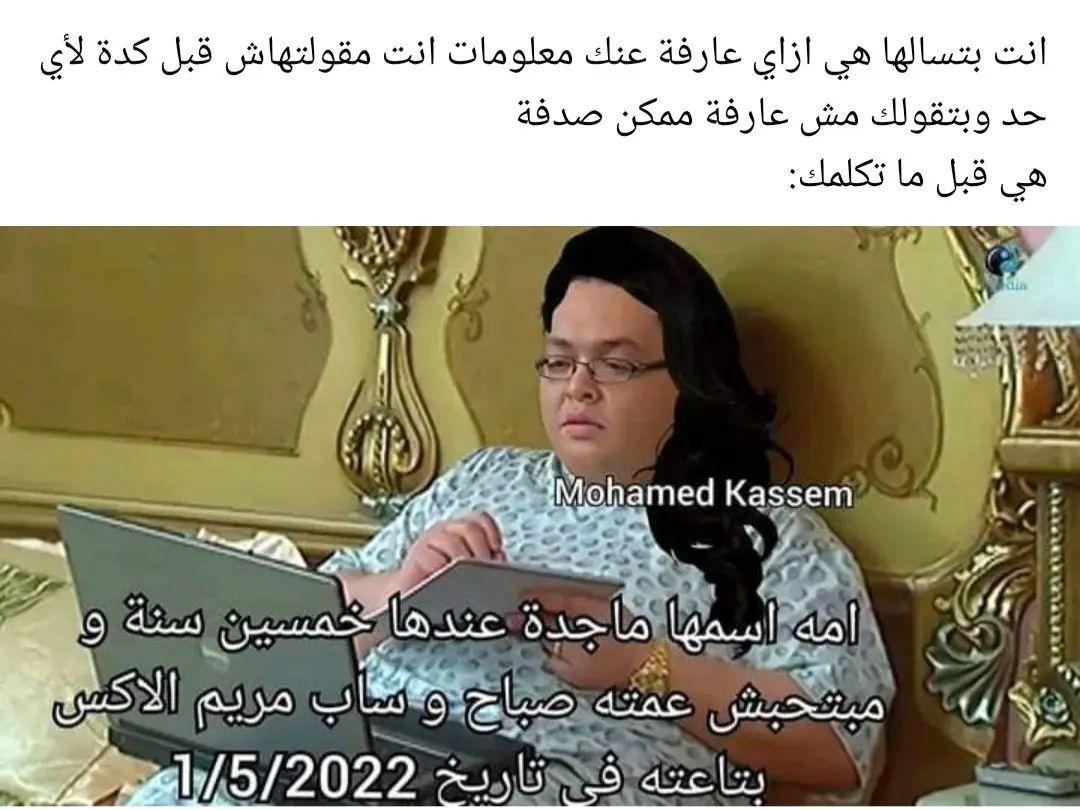 انت بتسالها هي ازاي عارفة عنك معلومات انت مقولتهاش قبل كدة لأي
حد وبتقولك مش عارفة ممكن صدفة
هي قبل ما تكلمك:
Mohamed Kassem
امه اسمها ماجدة عندها خمسين سنة و
مبتحبش عمته صباح و ساب مريم الاكس
بتاعته في تاريخ 1/5/2022